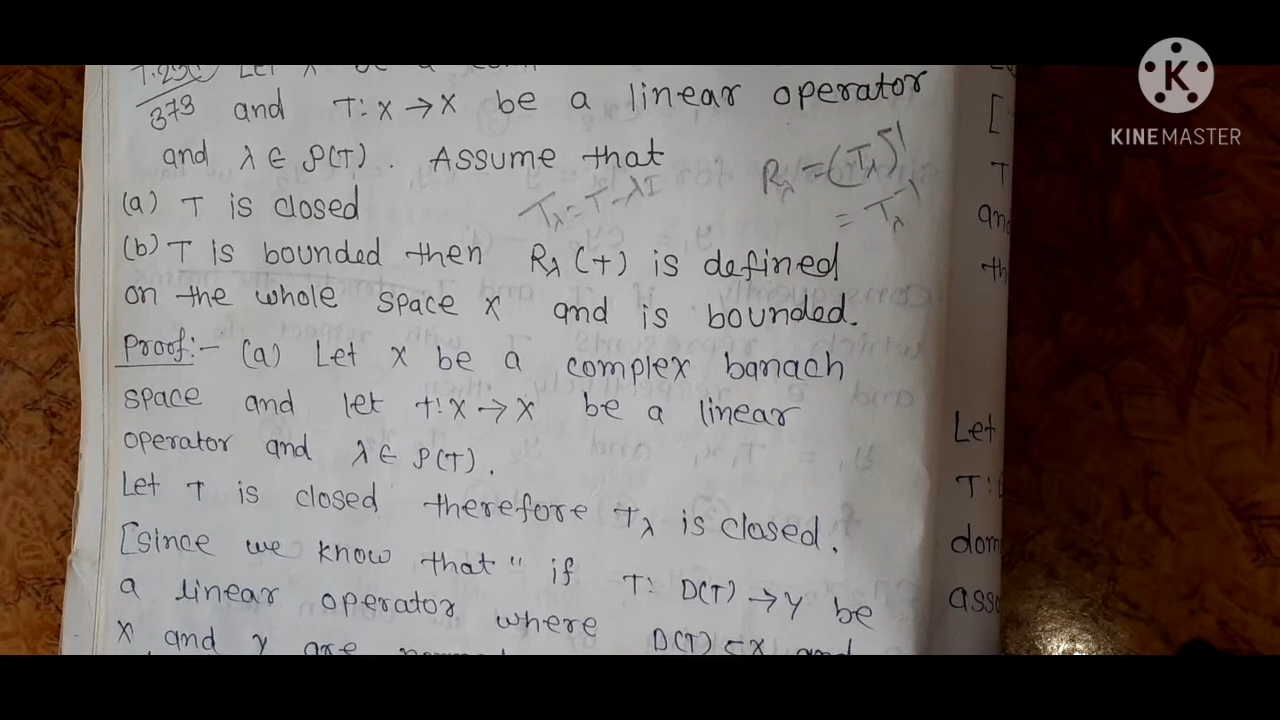 373 and T: X → X be a linear operator
and λ ∈ ρ(T). Assume that
Rλ = (Tλ)⁻¹
(a) T is closed
Tλ = T - λI
= Tλ⁻¹
(b) T is bounded then Rλ (t) is defined
on the whole space X and is bounded.
Proof:- (a) Let X be a complex banach
space and let t: X → X be a linear
operator and λ ∈ ρ(T).
Let T is closed therefore Tλ is closed.
[since we know that " if T: D(T) → Y be
a linear operator where
X and Y are D(T) ⊂ X and
[
T
and
th
Let
T:
dom
asso
K
KINEMASTER